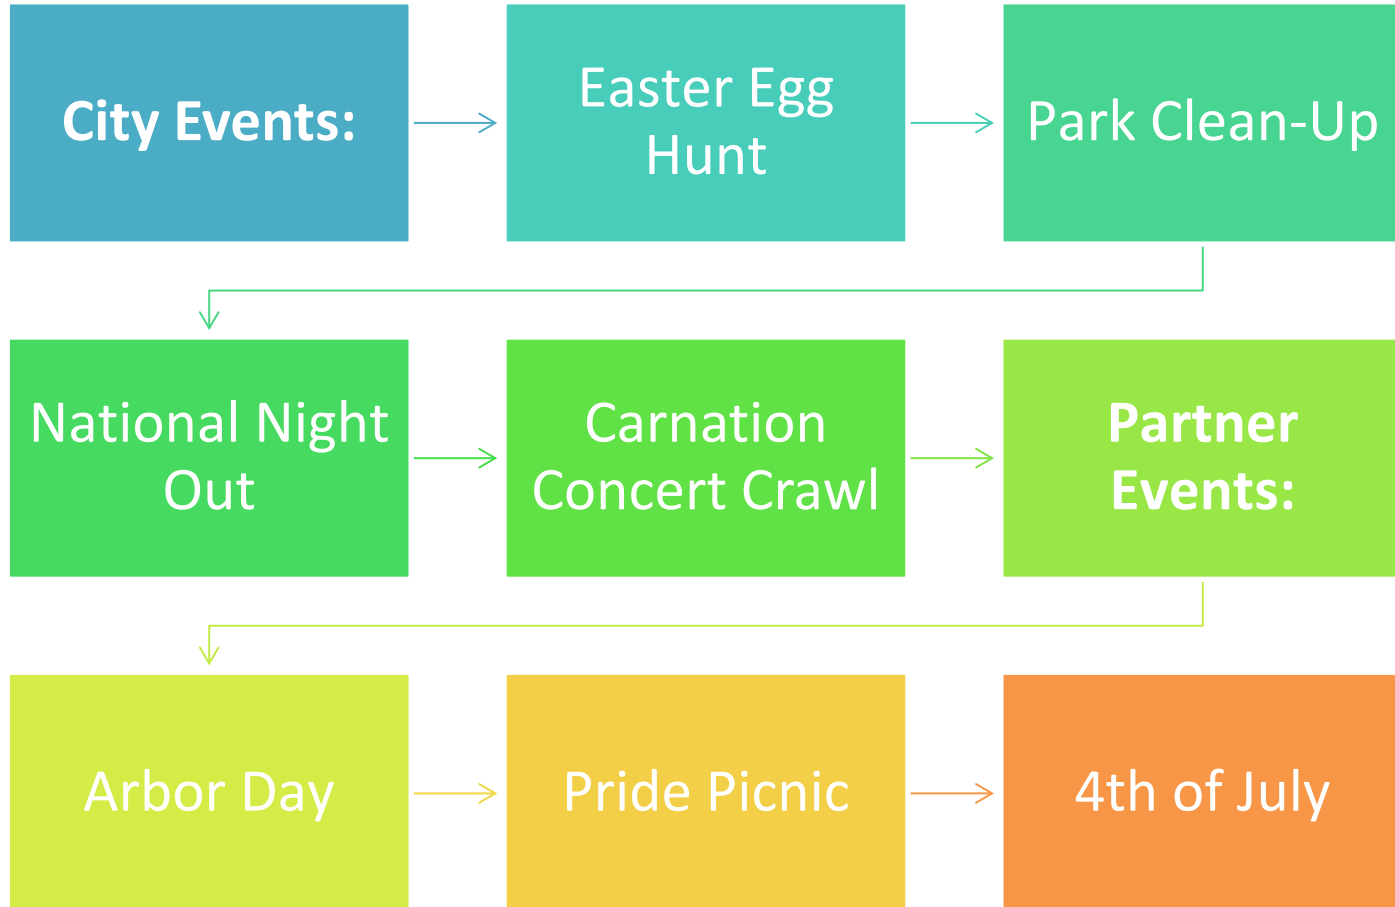 City Events:
Easter Egg
Hunt
Park Clean-Up
National Night
Out
Carnation
Concert Crawl
Partner
Events:
Arbor Day
Pride Picnic
4th of July